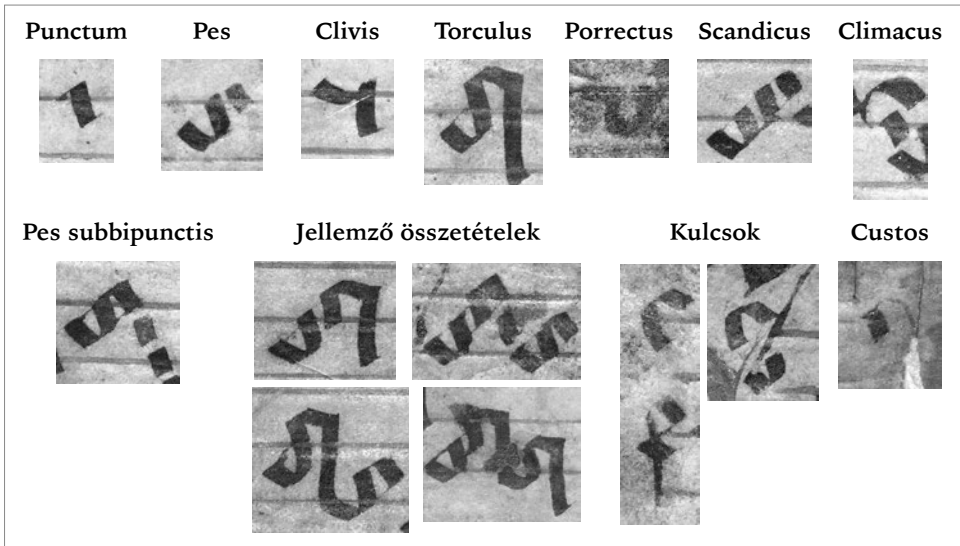 Punctum Pes Clivis Torculus Porrectus Scandicus Climacus
Pes subbipunctis Jellemző összetételek Kulcsok Custos